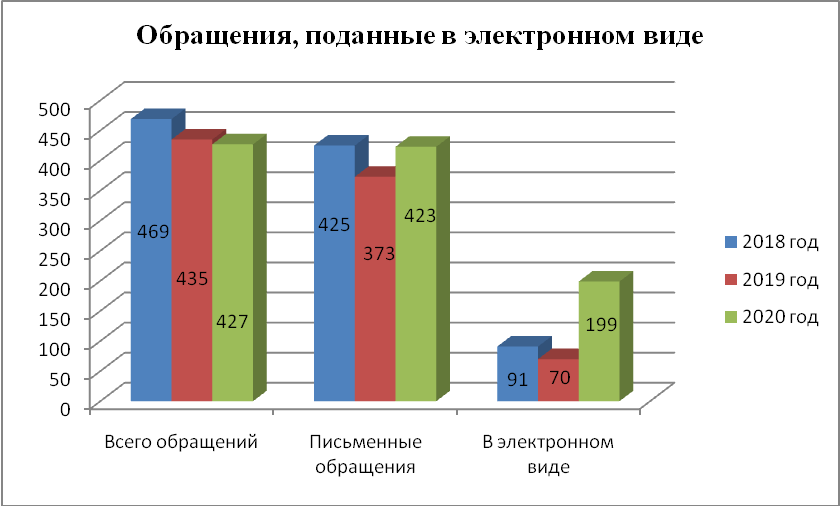 Обращения, поданные в электронном виде
500
450
400
350
300
250
200
150
100
50
0
469
435
427
425
373
423
91
70
199
Всего обращений
Письменные
обращения
В электронном
виде
2018 год
2019 год
2020 год